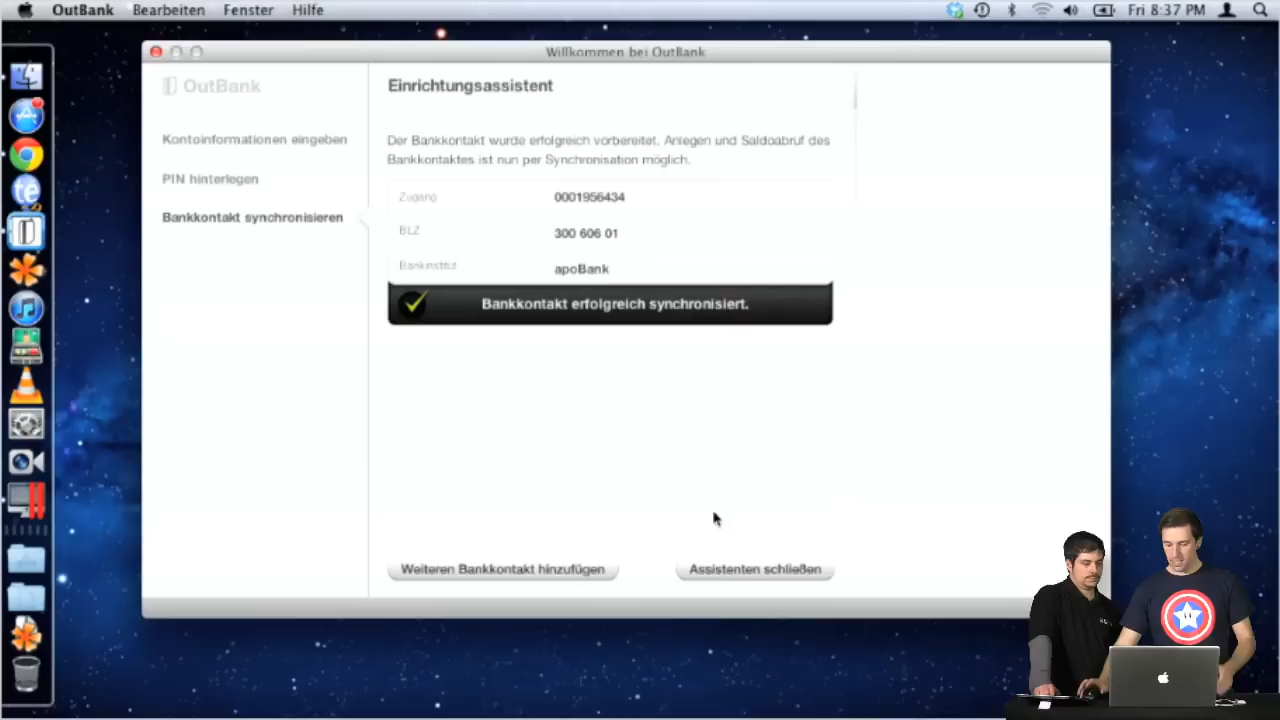 OutBank Bearbeiten Fenster Hilfe Fri 8:37 PM
Willkommen bei OutBank
OutBank
Kontoinformationen eingeben
PIN hinterlegen
Bankkontakt synchronisieren
Einrichtungsassistent
Der Bankkontakt wurde erfolgreich vorbereitet. Anlegen und Saldoabruf des
Bankkontaktes ist nun per Synchronisation möglich.
Zugang 0001956434
BLZ 300 606 01
Bankinstitut apoBank
Bankkontakt erfolgreich synchronisiert.
Weiteren Bankkontakt hinzufügen
Assistenten schließen
te